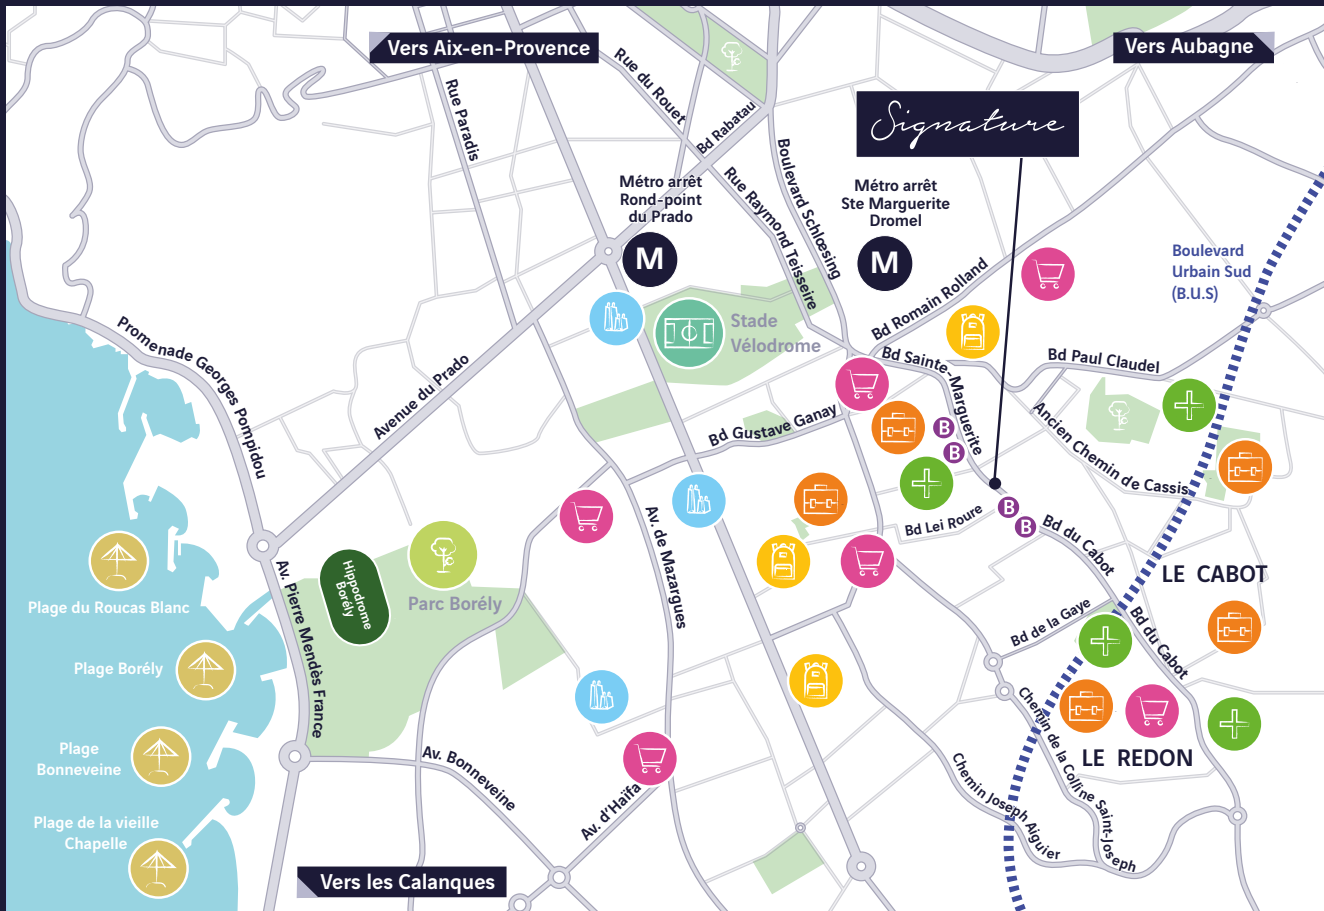 Vers Aix-en-Provence
Vers Aubagne
Rue du Rouet
Rue Paradis
Bd Rabatau
Signature
Boulevard Schlœsing
Métro arrêt
Rond-point
du Prado
M
Rue Raymond Teisseire
Métro arrêt
Ste Marguerite
Dromel
M
Boulevard
Urbain Sud
(B.U.S)
Bd Romain Rolland
Stade
Vélodrome
Promenade Georges Pompidou
Avenue du Prado
Bd Sainte-Marguerite
Bd Paul Claudel
Bd Gustave Ganay
Ancien Chemin de Cassis
B
B
B
B
Av. de Mazargues
Bd Lei Roure
Bd du Cabot
LE CABOT
Hippodrome
Borély
Parc Borély
Av. Pierre Mendès France
Plage du Roucas Blanc
Bd de la Gaye
Bd du Cabot
Plage Borély
Chemin de la Colline Saint-Joseph
Plage
Bonneveine
LE REDON
Av. Bonneveine
Chemin Joseph Aiguier
Av. d'Haïfa
Plage de la vieille
Chapelle
Vers les Calanques